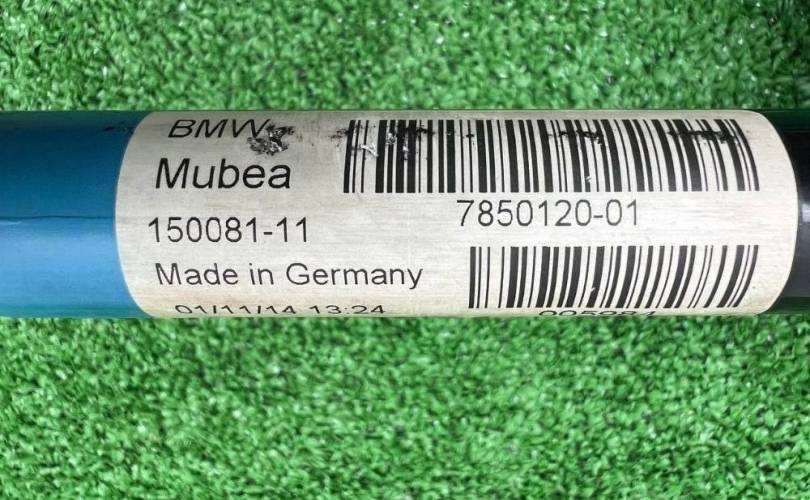 BMW
Mubea
7850120-01
150081-11
Made in Germany
01/11/14 13:24